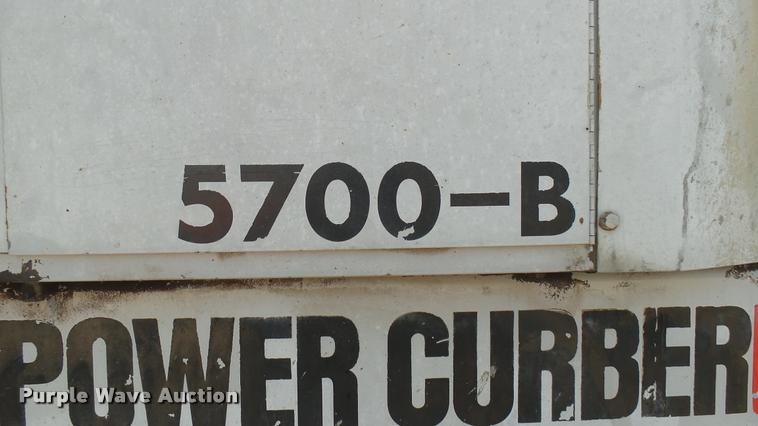 5700-B
POWER CURBER
Purple Wave Auction